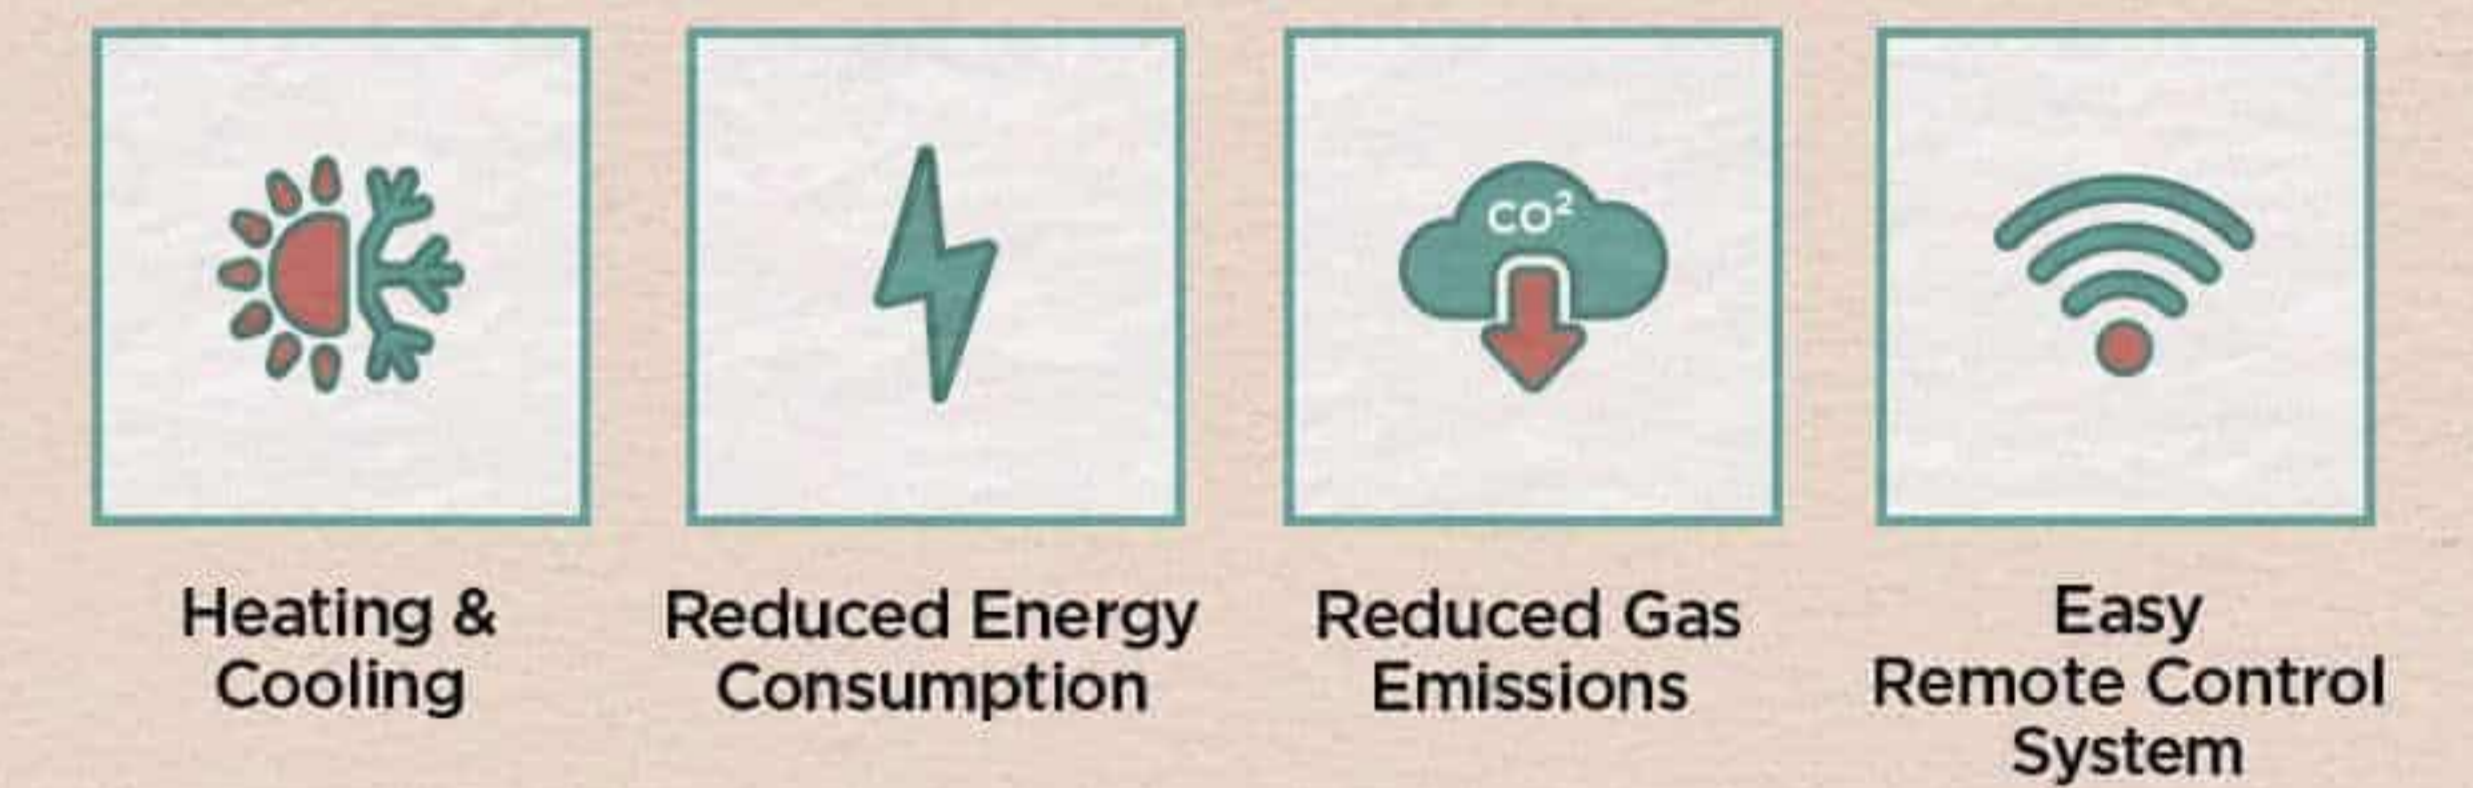 CO²
Heating &
Cooling
Reduced Energy
Consumption
Reduced Gas
Emissions
Easy
Remote Control
System